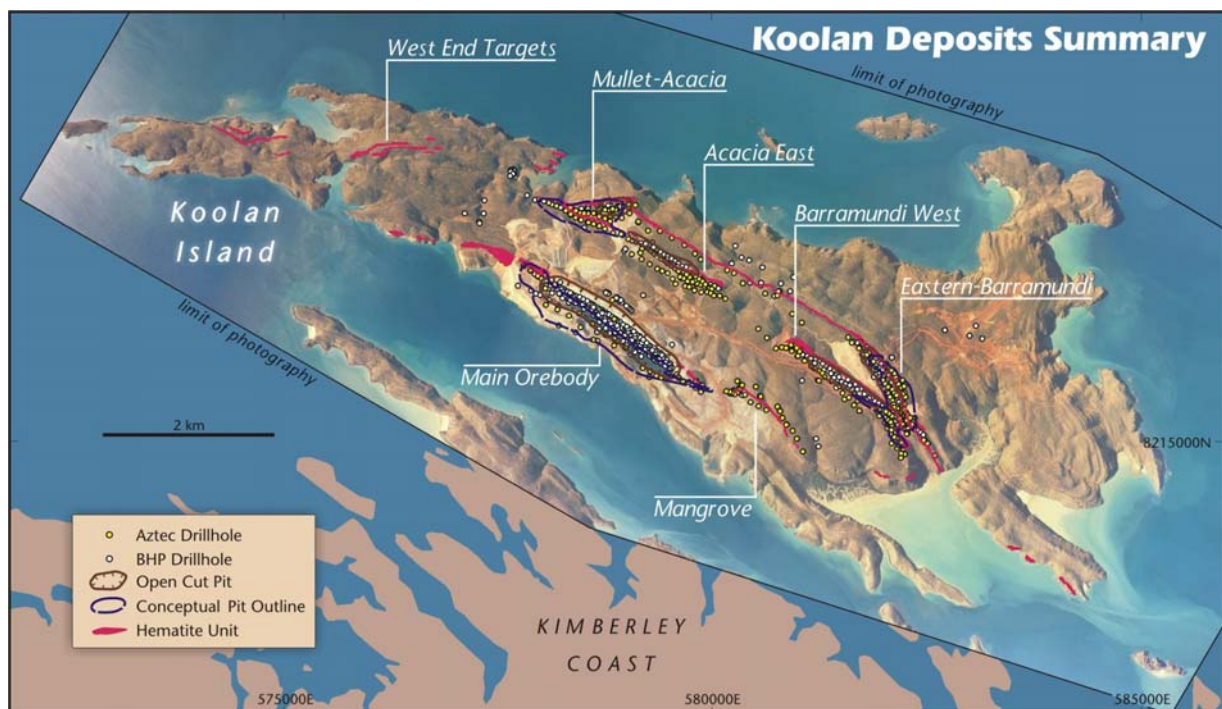 Koolan Deposits Summary
West End Targets
limit of photography
Mullet-Acacia
Acacia East
Koolan
Island
Barramundi West
Eastern-Barramundi
limit of photography
Main Orebody
2 km
8215000N
Mangrove
Aztec Drillhole
BHP Drillhole
Open Cut Pit
Conceptual Pit Outline
Hematite Unit
KIMBERLEY
COAST
575000E
580000E
585000E